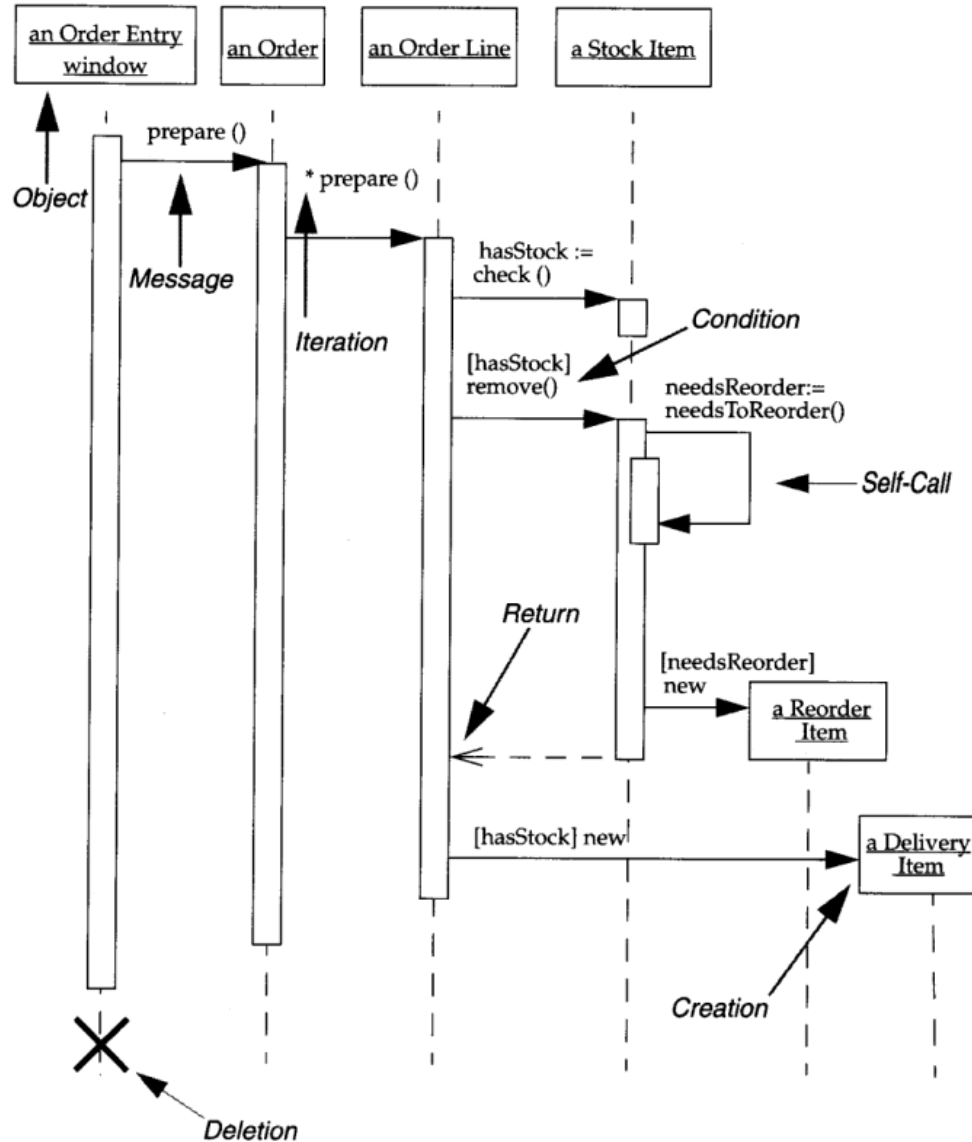 an Order Entry
window
an Order
an Order Line
a Stock Item
prepare ()
Object
* prepare ()
Message
hasStock :=
check ()
Iteration
Condition
[hasStock]
remove()
needsReorder:=
needsToReorder()
Self-Call
Return
[needsReorder]
new
a Reorder
Item
[hasStock] new
a Delivery
Item
Creation
Deletion